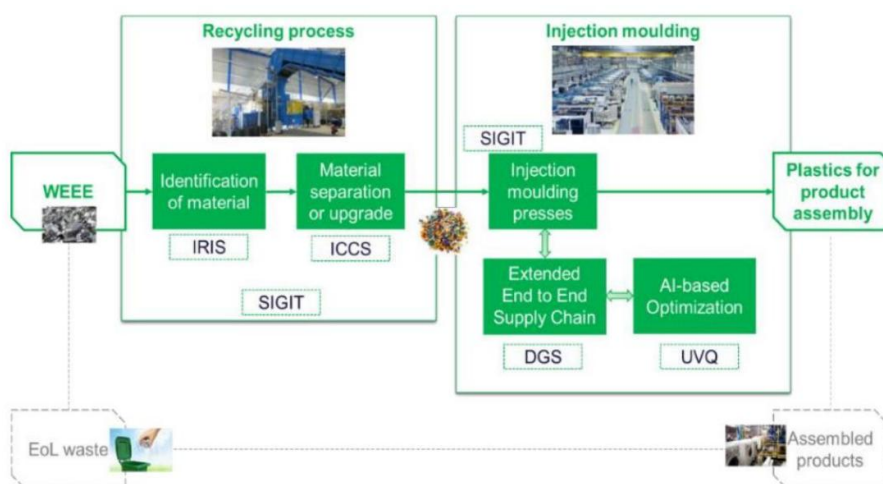 Recycling process
Injection moulding
SIGIT
WEEE
Identification
of material
Material
separation
or upgrade
Injection
moulding
presses
Plastics for
product
assembly
IRIS
ICCS
SIGIT
Extended
End to End
Supply Chain
AI-based
Optimization
DGS
UVQ
EoL waste
Assembled
products